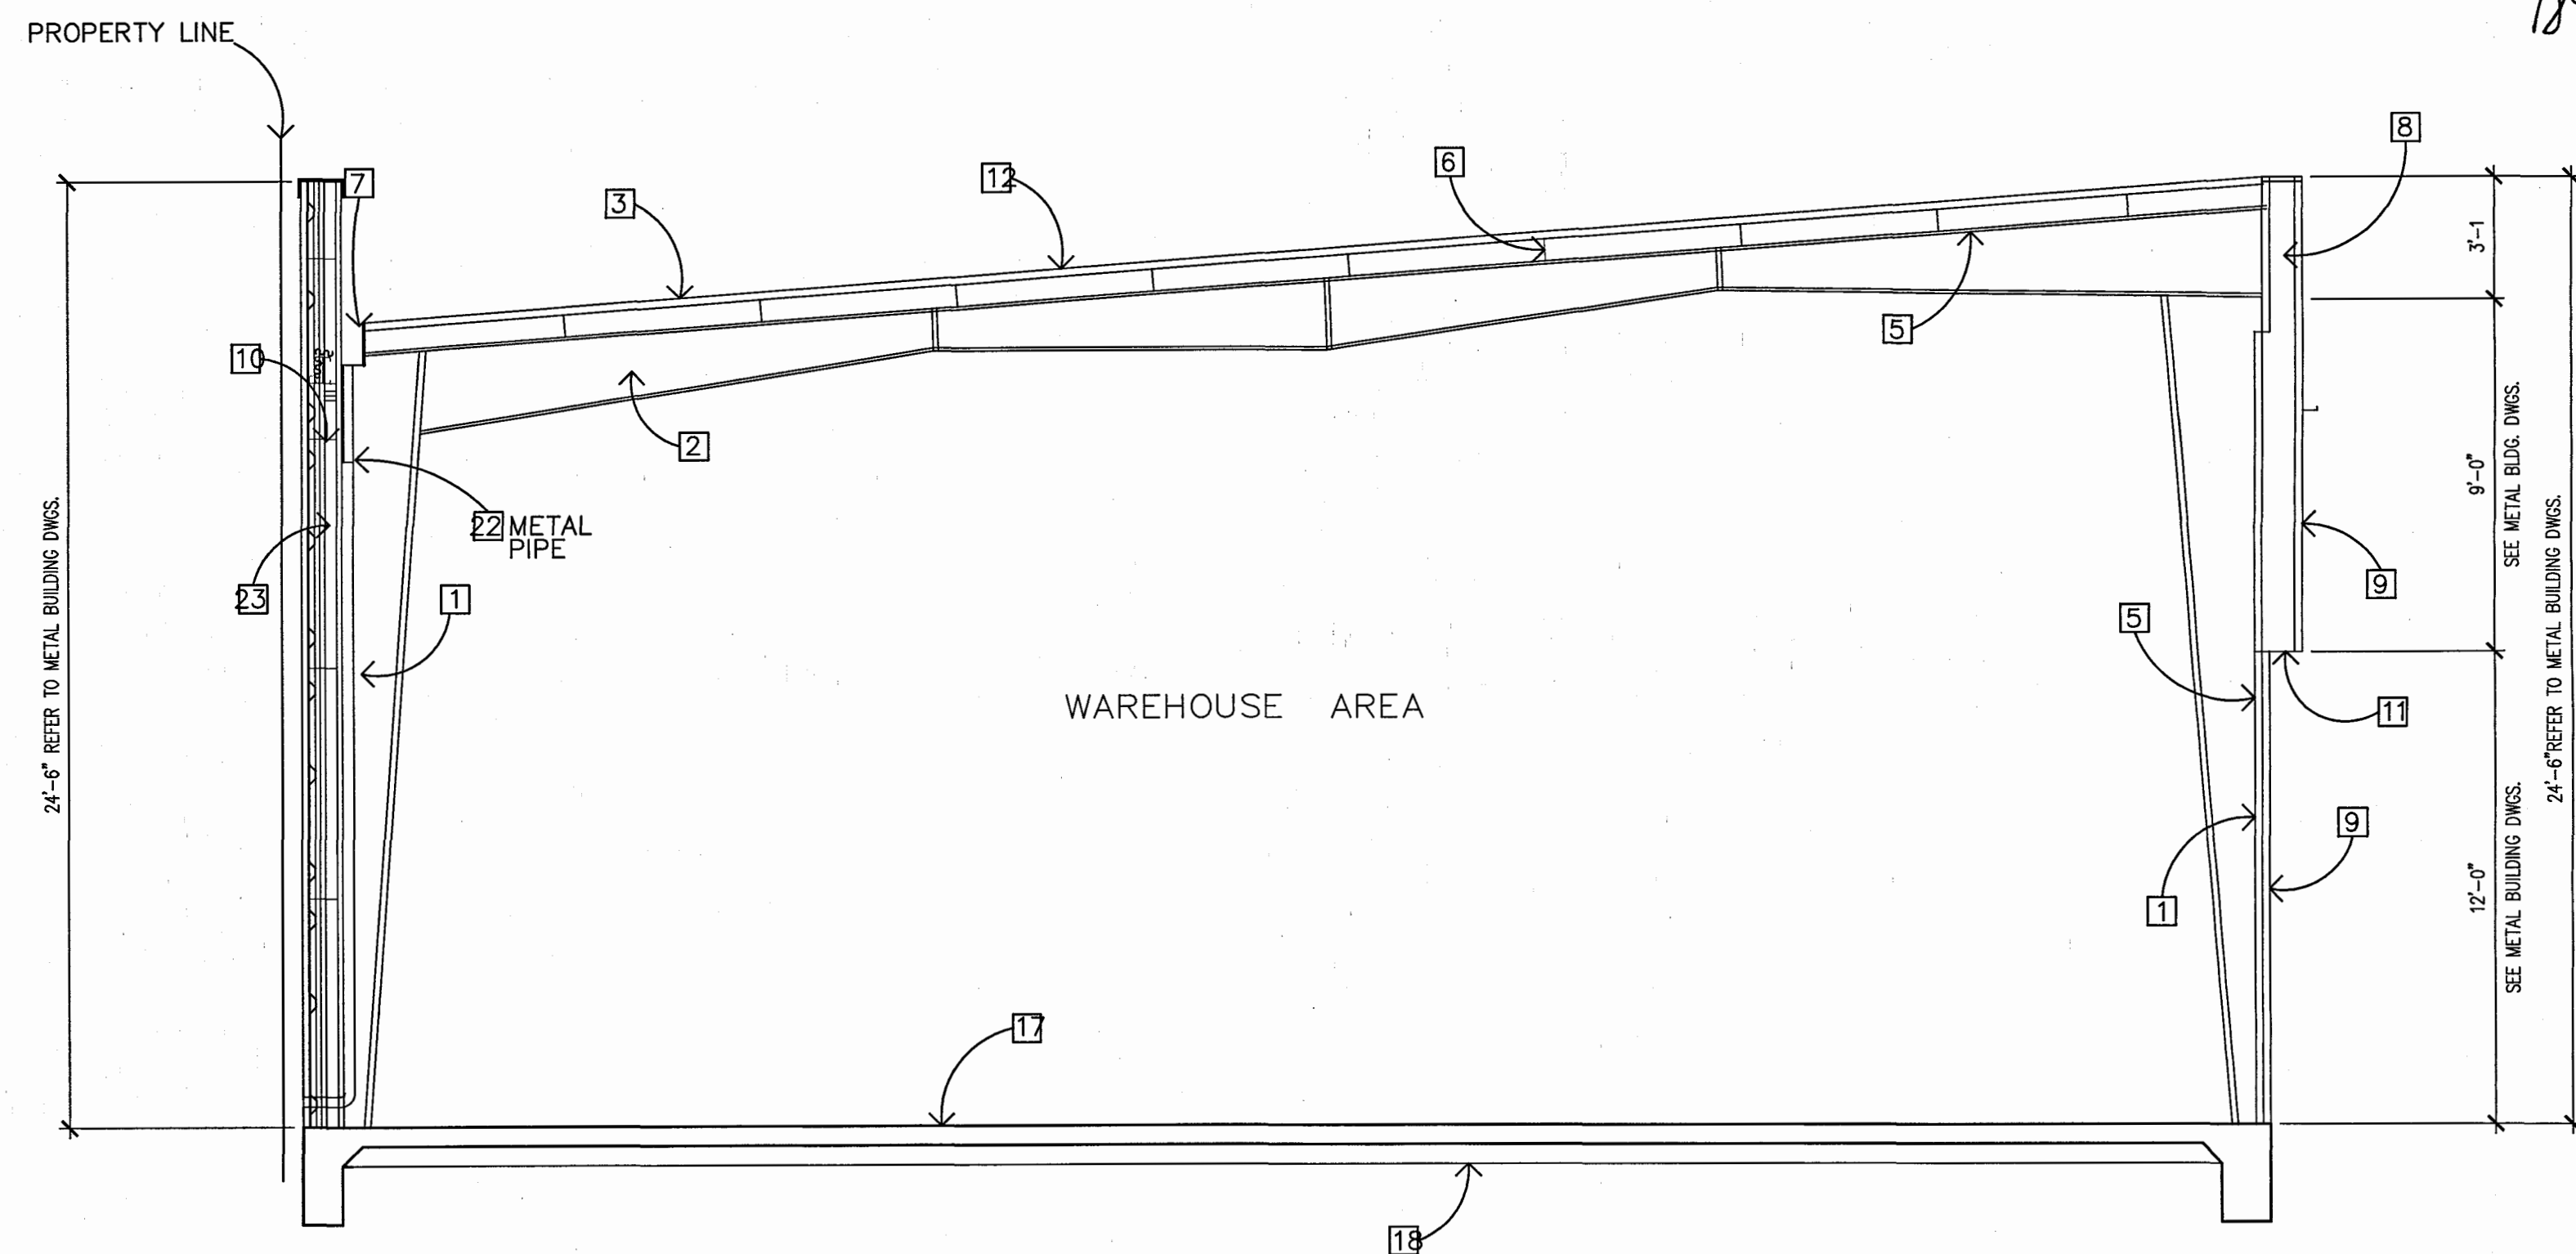 PROPERTY LINE
8
6
12
7
3
3'-1
5
10
2
9'-0"
SEE METAL BLDG. DWGS.
22 METAL
PIPE
9
23
1
5
24'-6" REFER TO METAL BUILDING DWGS.
24'-6"REFER TO METAL BUILDING DWGS.
WAREHOUSE AREA
11
9
1
12'-0"
SEE METAL BUILDING DWGS.
17
18